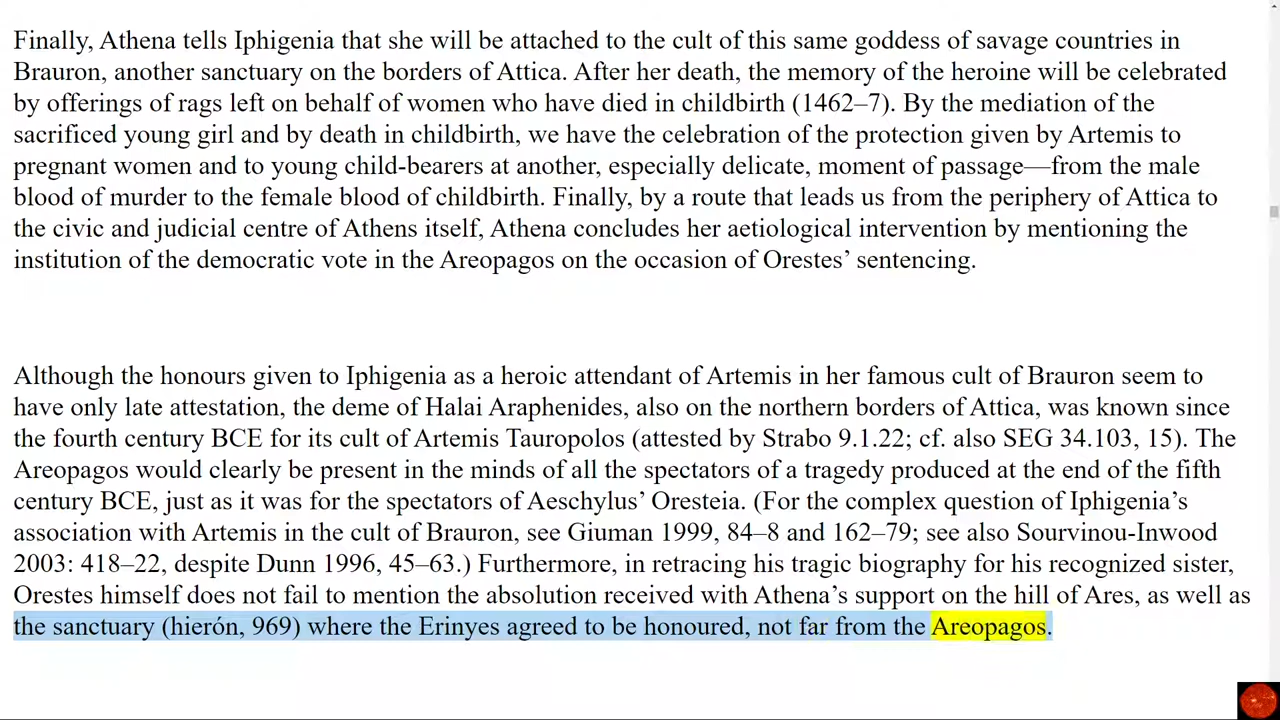 Finally, Athena tells Iphigenia that she will be attached to the cult of this same goddess of savage countries in
Brauron, another sanctuary on the borders of Attica. After her death, the memory of the heroine will be celebrated
by offerings of rags left on behalf of women who have died in childbirth (1462–7). By the mediation of the
sacrificed young girl and by death in childbirth, we have the celebration of the protection given by Artemis to
pregnant women and to young child-bearers at another, especially delicate, moment of passage—from the male
blood of murder to the female blood of childbirth. Finally, by a route that leads us from the periphery of Attica to
the civic and judicial centre of Athens itself, Athena concludes her aetiological intervention by mentioning the
institution of the democratic vote in the Areopagos on the occasion of Orestes’ sentencing.
Although the honours given to Iphigenia as a heroic attendant of Artemis in her famous cult of Brauron seem to
have only late attestation, the deme of Halai Araphenides, also on the northern borders of Attica, was known since
the fourth century BCE for its cult of Artemis Tauropolos (attested by Strabo 9.1.22; cf. also SEG 34.103, 15). The
Areopagos would clearly be present in the minds of all the spectators of a tragedy produced at the end of the fifth
century BCE, just as it was for the spectators of Aeschylus’ Oresteia. (For the complex question of Iphigenia’s
association with Artemis in the cult of Brauron, see Giuman 1999, 84–8 and 162–79; see also Sourvinou-Inwood
2003: 418–22, despite Dunn 1996, 45–63.) Furthermore, in retracing his tragic biography for his recognized sister,
Orestes himself does not fail to mention the absolution received with Athena’s support on the hill of Ares, as well as
the sanctuary (hierón, 969) where the Erinyes agreed to be honoured, not far from the Areopagos.